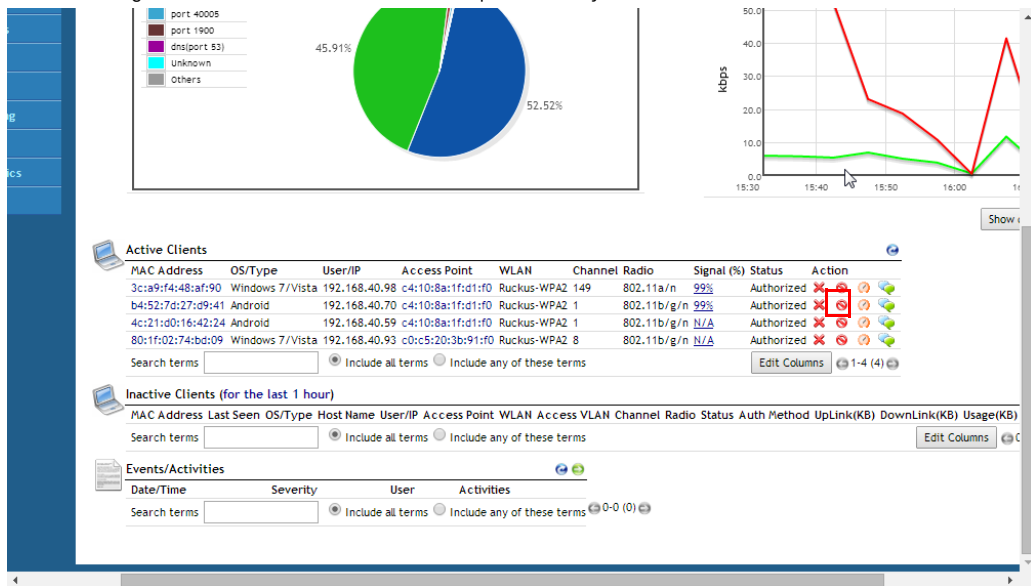 port 40005
port 1900
dns(port 53)
Unknown
Others
45.91%
52.52%
kbps
50.0
40.0
30.0
20.0
10.0
0.0
15:30 15:40 15:50 16:00
Show
Active Clients
MAC Address OS/Type User/IP Access Point WLAN Channel Radio Signal (%) Status Action
3c:a9:f4:48:af:90 Windows 7/Vista 192.168.40.98 c4:10:8a:1f:d1:f0 Ruckus-WPA2 149 802.11a/n 99% Authorized
b4:52:7d:27:d9:41 Android 192.168.40.70 c4:10:8a:1f:d1:f0 Ruckus-WPA2 1 802.11b/g/n 99% Authorized
4c:21:d0:16:42:24 Android 192.168.40.59 c4:10:8a:1f:d1:f0 Ruckus-WPA2 1 802.11b/g/n N/A Authorized
80:1f:02:74:bd:09 Windows 7/Vista 192.168.40.93 c0:c5:20:3b:91:f0 Ruckus-WPA2 8 802.11b/g/n N/A Authorized
Search terms Include all terms Include any of these terms Edit Columns 1-4 (4)
Inactive Clients (for the last 1 hour)
MAC Address Last Seen OS/Type Host Name User/IP Access Point WLAN Access VLAN Channel Radio Status Auth Method UpLink(KB) DownLink(KB) Usage(KB)
Search terms Include all terms Include any of these terms Edit Columns
Events/Activities
Date/Time Severity User Activities
Search terms Include all terms Include any of these terms 0-0 (0)